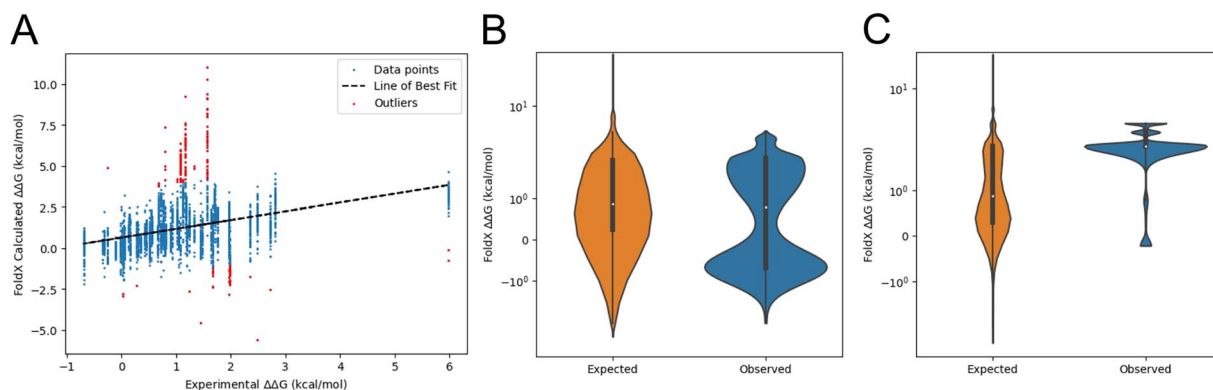 A
B
C
Data points
Line of Best Fit
Outliers
FoldX Calculated ΔΔG (kcal/mol)
10.0
7.5
5.0
2.5
0.0
−2.5
−5.0
−1
0
1
2
3
4
5
6
Experimental ΔΔG (kcal/mol)
FoldX ΔΔG (kcal/mol)
10¹
10⁰
0
−10⁰
Expected
Observed
FoldX ΔΔG (kcal/mol)
10¹
10⁰
0
−10⁰
Expected
Observed